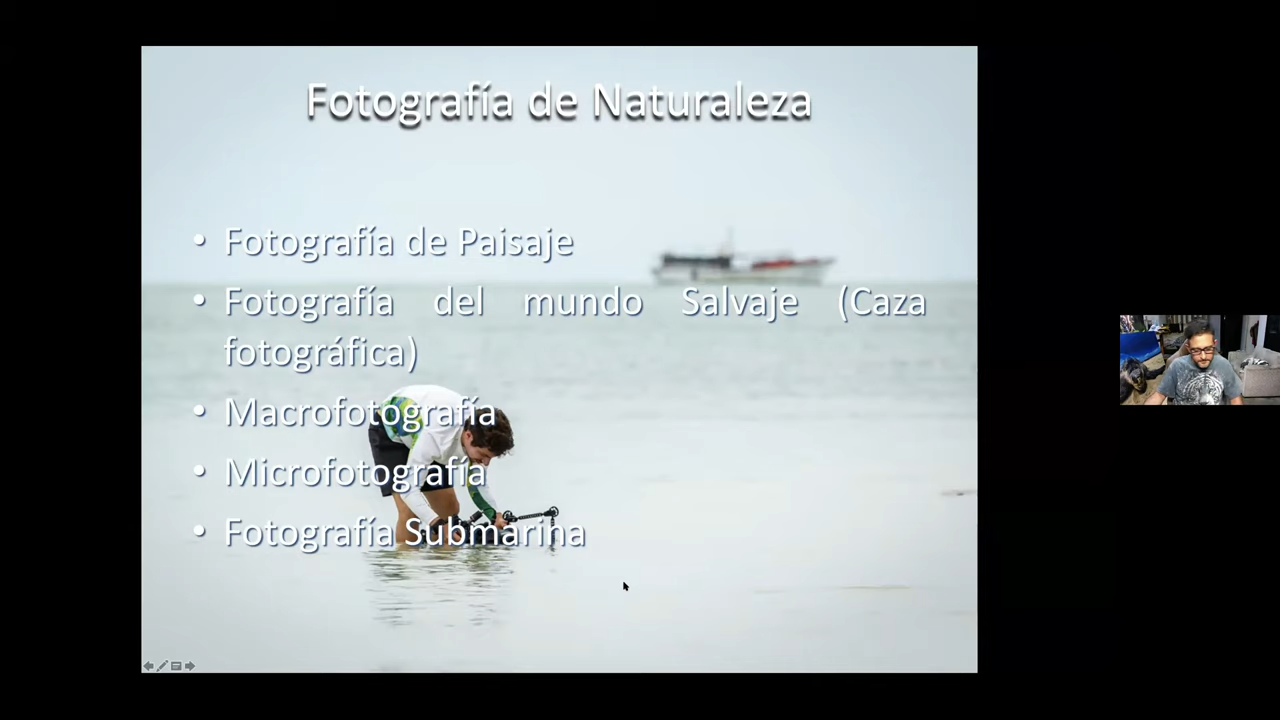 Fotografía de Naturaleza
• Fotografía de Paisaje
• Fotografía del mundo Salvaje (Caza
fotográfica)
• Macrofotografía
• Microfotografía
• Fotografía Submarina